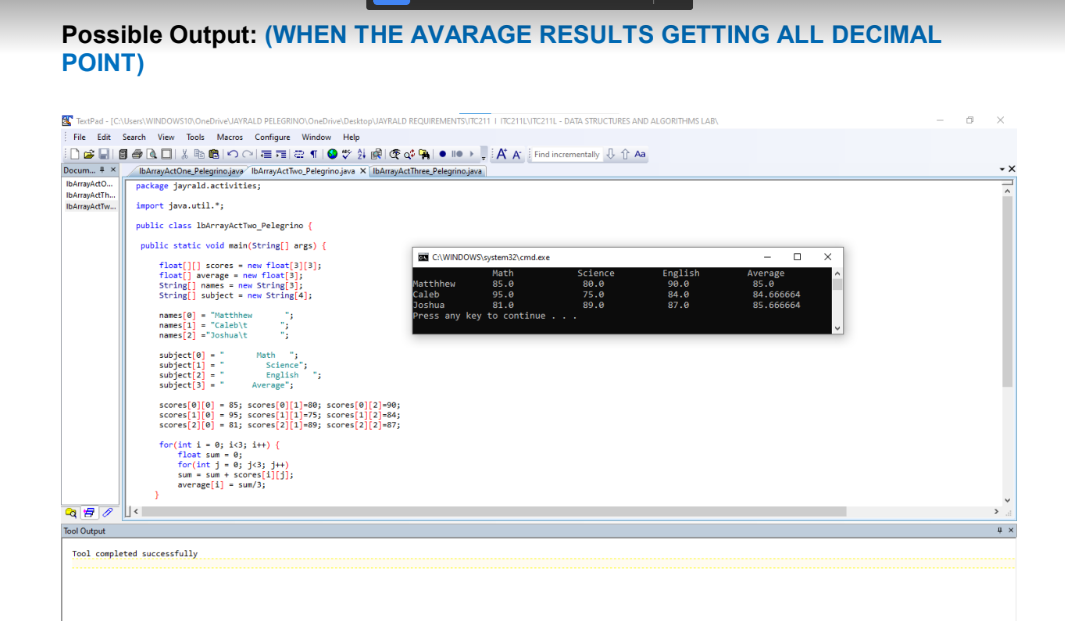 Possible Output: (WHEN THE AVARAGE RESULTS GETTING ALL DECIMAL
POINT)
TextPad - [C:\Users\WINDOWS10\OneDrive\JAYRALD PELEGRINO\OneDrive\Desktop\JAYRALD REQUIREMENTS\ITC211 I ITC211L\ITC211L - DATA STRUCTURES AND ALGORITHMS LAB\
File Edit Search View Tools Macros Configure Window Help
Find incrementally Aa
Docum...
lbArrayActOne_Pelegrino.java lbArrayActTwo_Pelegrino.java X lbArrayActThree_Pelegrino.java
lbArrayActO...
lbArrayActTh...
lbArrayActTw...
package jayrald.activities;
import java.util.*;
public class lbArrayActTwo_Pelegrino {
public static void main(String[] args) {
float[][] scores = new float[3][3];
float[] average = new float[3];
String[] names = new String[3];
String[] subject = new String[4];
names[0] = "Matthhew ";
names[1] = "Caleb\t ";
names[2] ="Joshua\t ";
subject[0] = " Math ";
subject[1] = " Science";
subject[2] = " English ";
subject[3] = " Average";
scores[0][0] = 85; scores[0][1]=80; scores[0][2]=90;
scores[1][0] = 95; scores[1][1]=75; scores[1][2]=84;
scores[2][0] = 81; scores[2][1]=89; scores[2][2]=87;
for(int i = 0; i<3; i++) {
float sum = 0;
for(int j = 0; j<3; j++)
sum = sum + scores[i][j];
average[i] = sum/3;
}
C:\WINDOWS\system32\cmd.exe
Math Science English Average
Matthhew 85.0 80.0 90.0 85.0
Caleb 95.0 75.0 84.0 84.666664
Joshua 81.0 89.0 87.0 85.666664
Press any key to continue . . .
Tool Output
Tool completed successfully